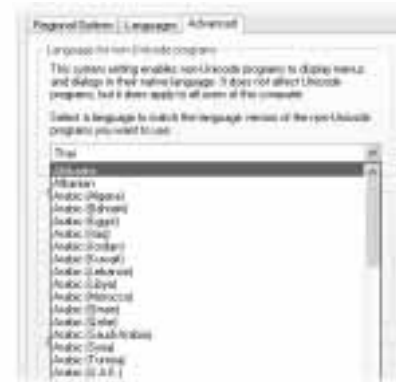 Regional Options Languages Advanced
Language for non-Unicode programs
This system setting enables non-Unicode programs to display menus
and dialogs in their native language. It does not affect Unicode
programs, but it does apply to all users of this computer.
Select a language to match the language version of the non-Unicode
programs you want to use:
Thai
Afrikaans
Albanian
Arabic (Algeria)
Arabic (Bahrain)
Arabic (Egypt)
Arabic (Iraq)
Arabic (Jordan)
Arabic (Kuwait)
Arabic (Lebanon)
Arabic (Libya)
Arabic (Morocco)
Arabic (Oman)
Arabic (Qatar)
Arabic (Saudi Arabia)
Arabic (Syria)
Arabic (Tunisia)
Arabic (U.A.E.)